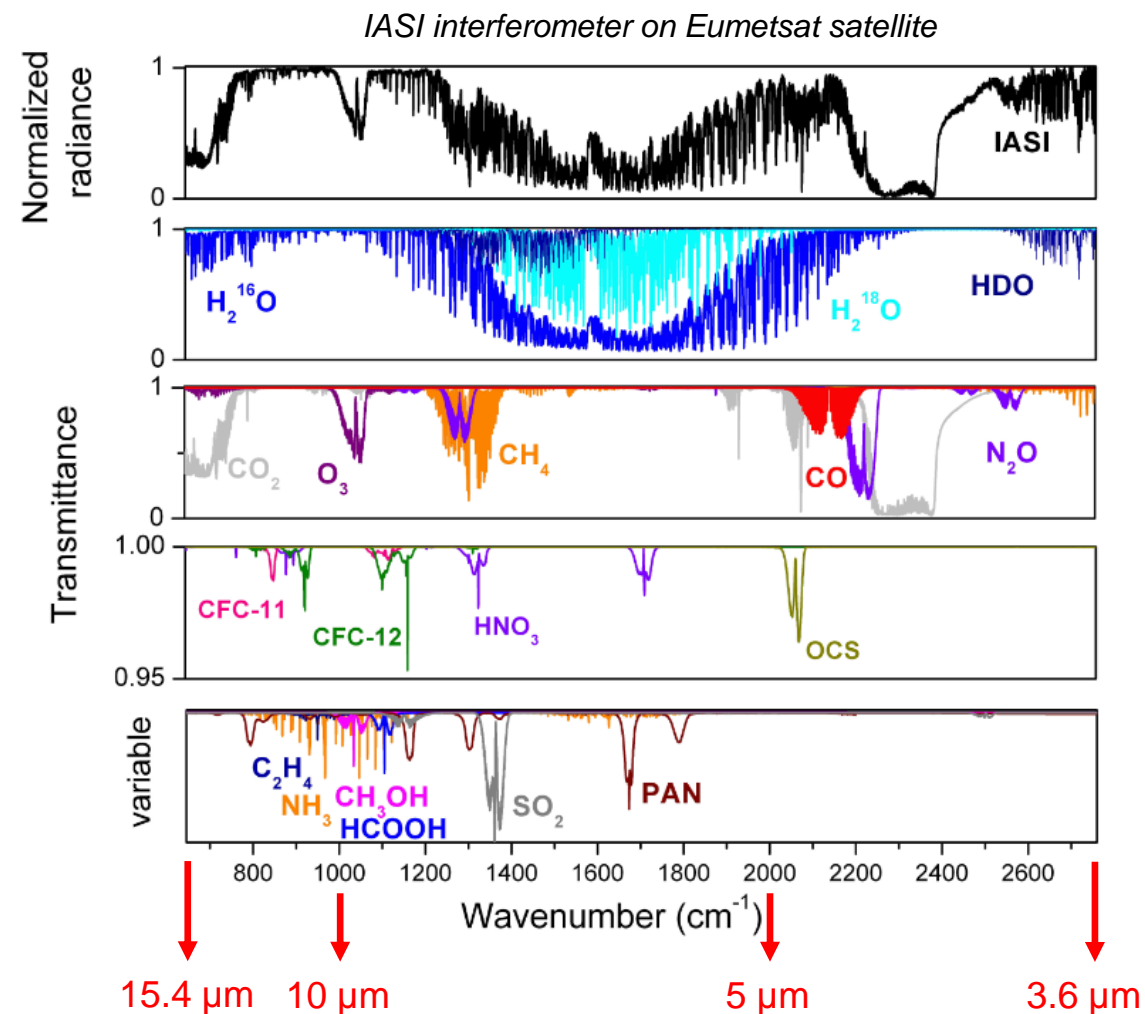 IASI interferometer on Eumetsat satellite
Normalized
radiance
1
0
IASI
1
0
H₂¹⁶O
H₂¹⁸O
HDO
Transmittance
1
0
CO₂
O₃
CH₄
CO
N₂O
1.00
0.95
CFC-11
CFC-12
HNO₃
OCS
variable
C₂H₄
NH₃
CH₃OH
HCOOH
SO₂
PAN
800 1000 1200 1400 1600 1800 2000 2200 2400 2600
Wavenumber (cm⁻¹)
15.4 µm 10 µm 5 µm 3.6 µm